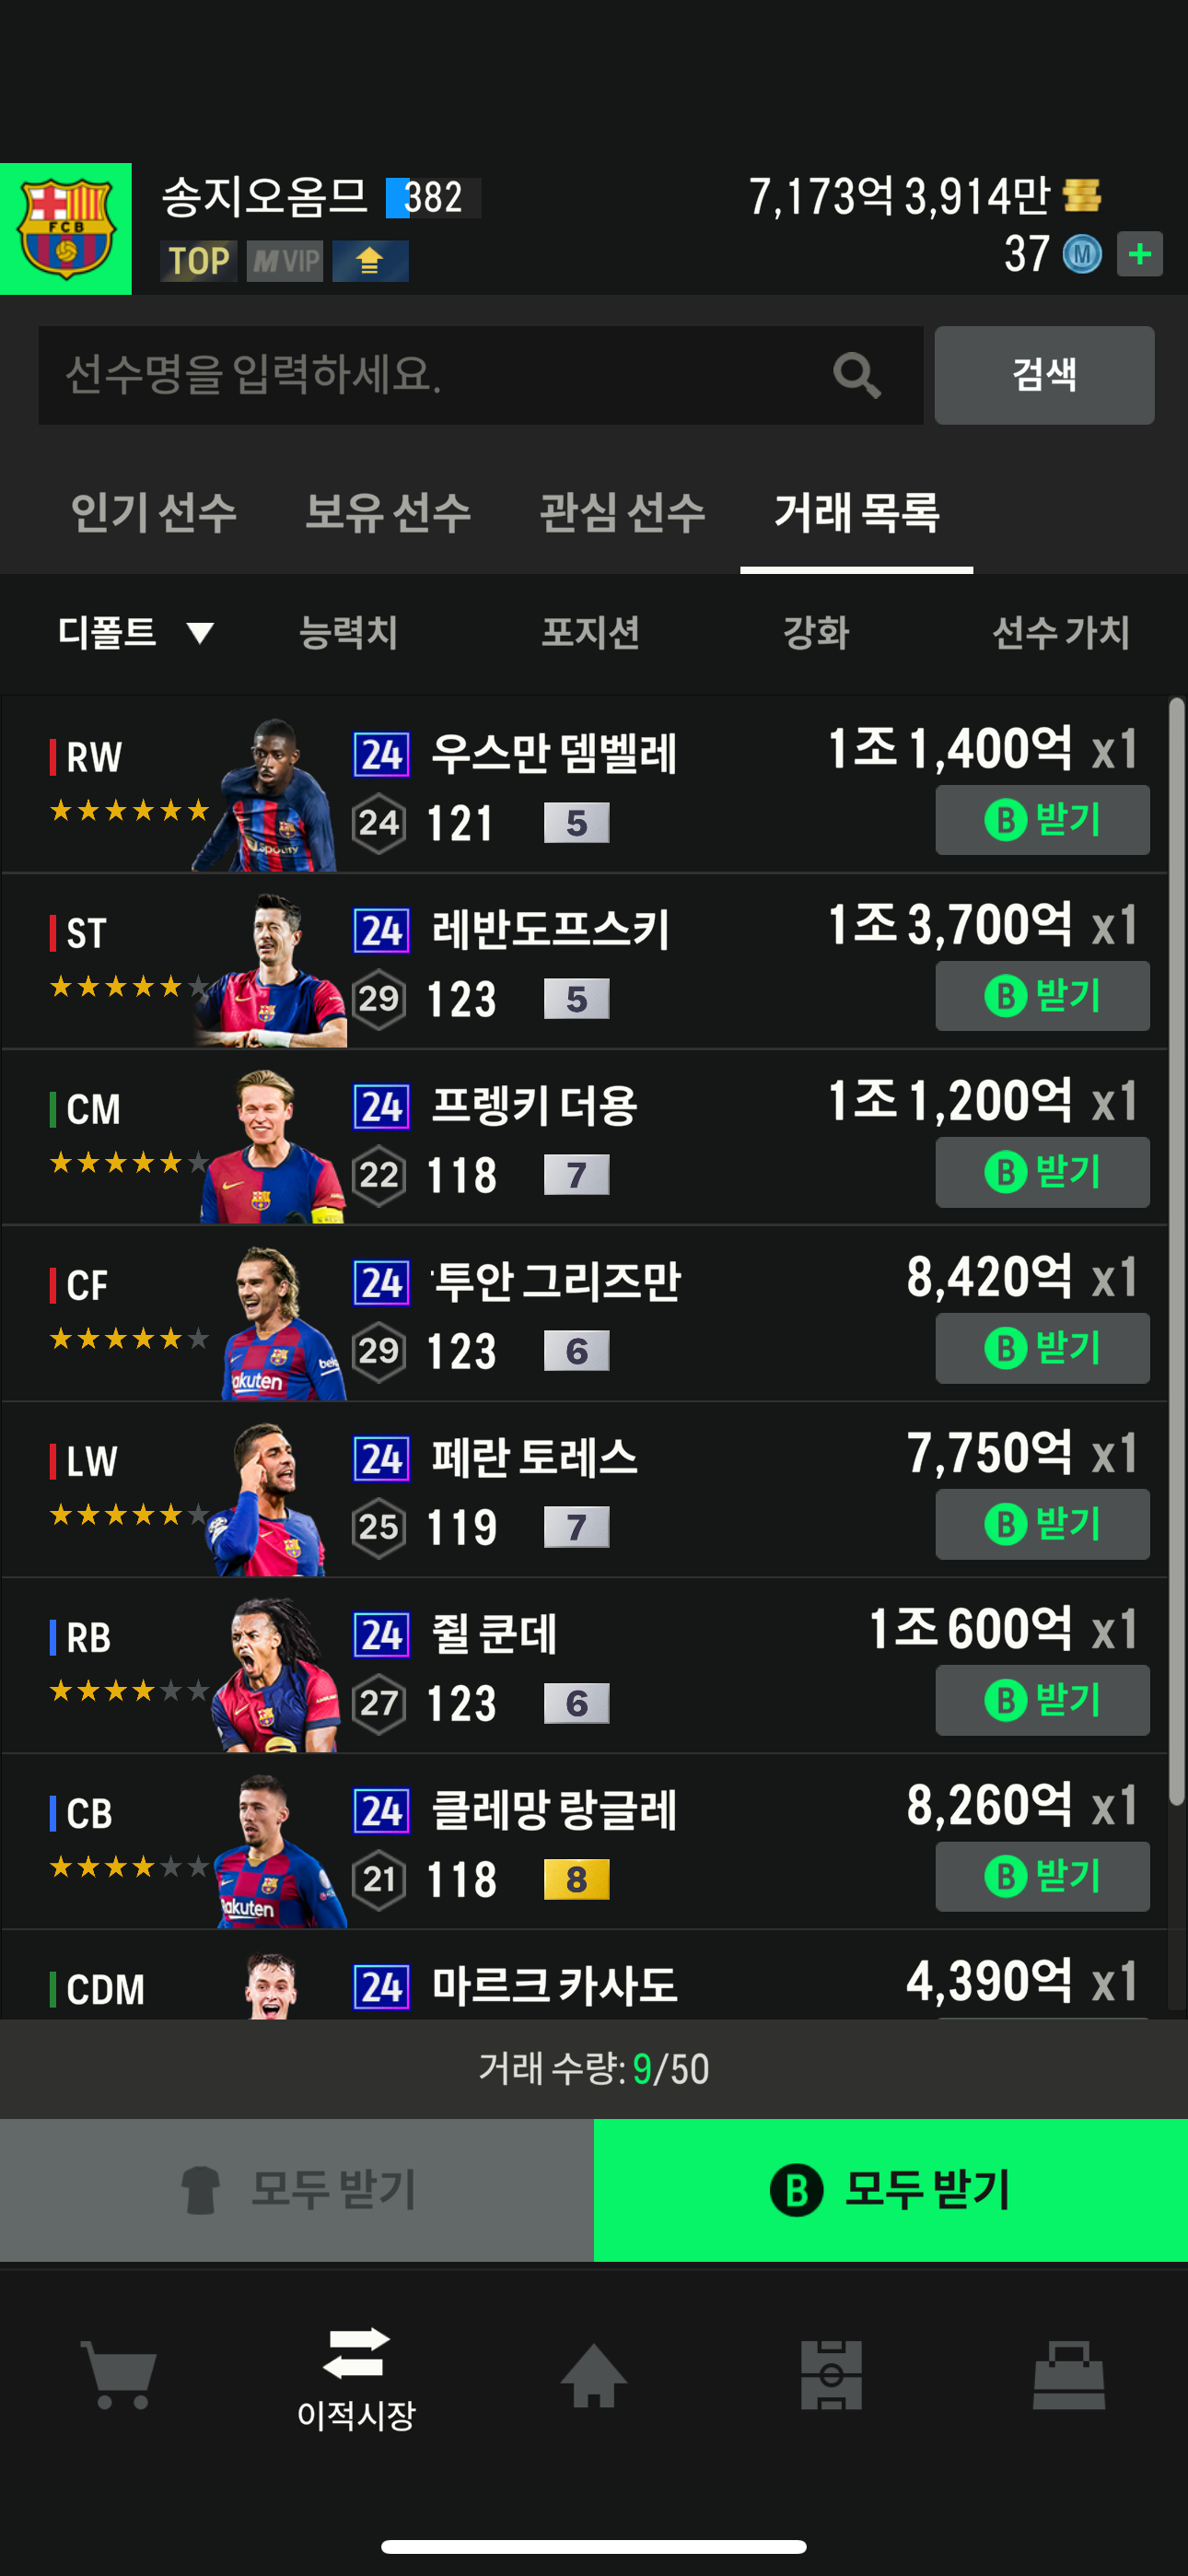 송지오옴므 382
7,173억 3,914만
TOP M VIP
37 M +
선수명을 입력하세요.
검색
인기 선수 보유 선수 관심 선수 거래 목록
디폴트 ▼ 능력치 포지션 강화 선수 가치
RW 24 우스만 뎀벨레 1조 1,400억 x1
24 121 5 B 받기
ST 24 레반도프스키 1조 3,700억 x1
29 123 5 B 받기
CM 24 프렝키 더용 1조 1,200억 x1
22 118 7 B 받기
CF 24 투안 그리즈만 8,420억 x1
29 123 6 B 받기
LW 24 페란 토레스 7,750억 x1
25 119 7 B 받기
RB 24 쥘 쿤데 1조 600억 x1
27 123 6 B 받기
CB 24 클레망 랑글레 8,260억 x1
21 118 8 B 받기
CDM 24 마르크 카사도 4,390억 x1
거래 수량: 9/50
모두 받기
B 모두 받기
이적시장